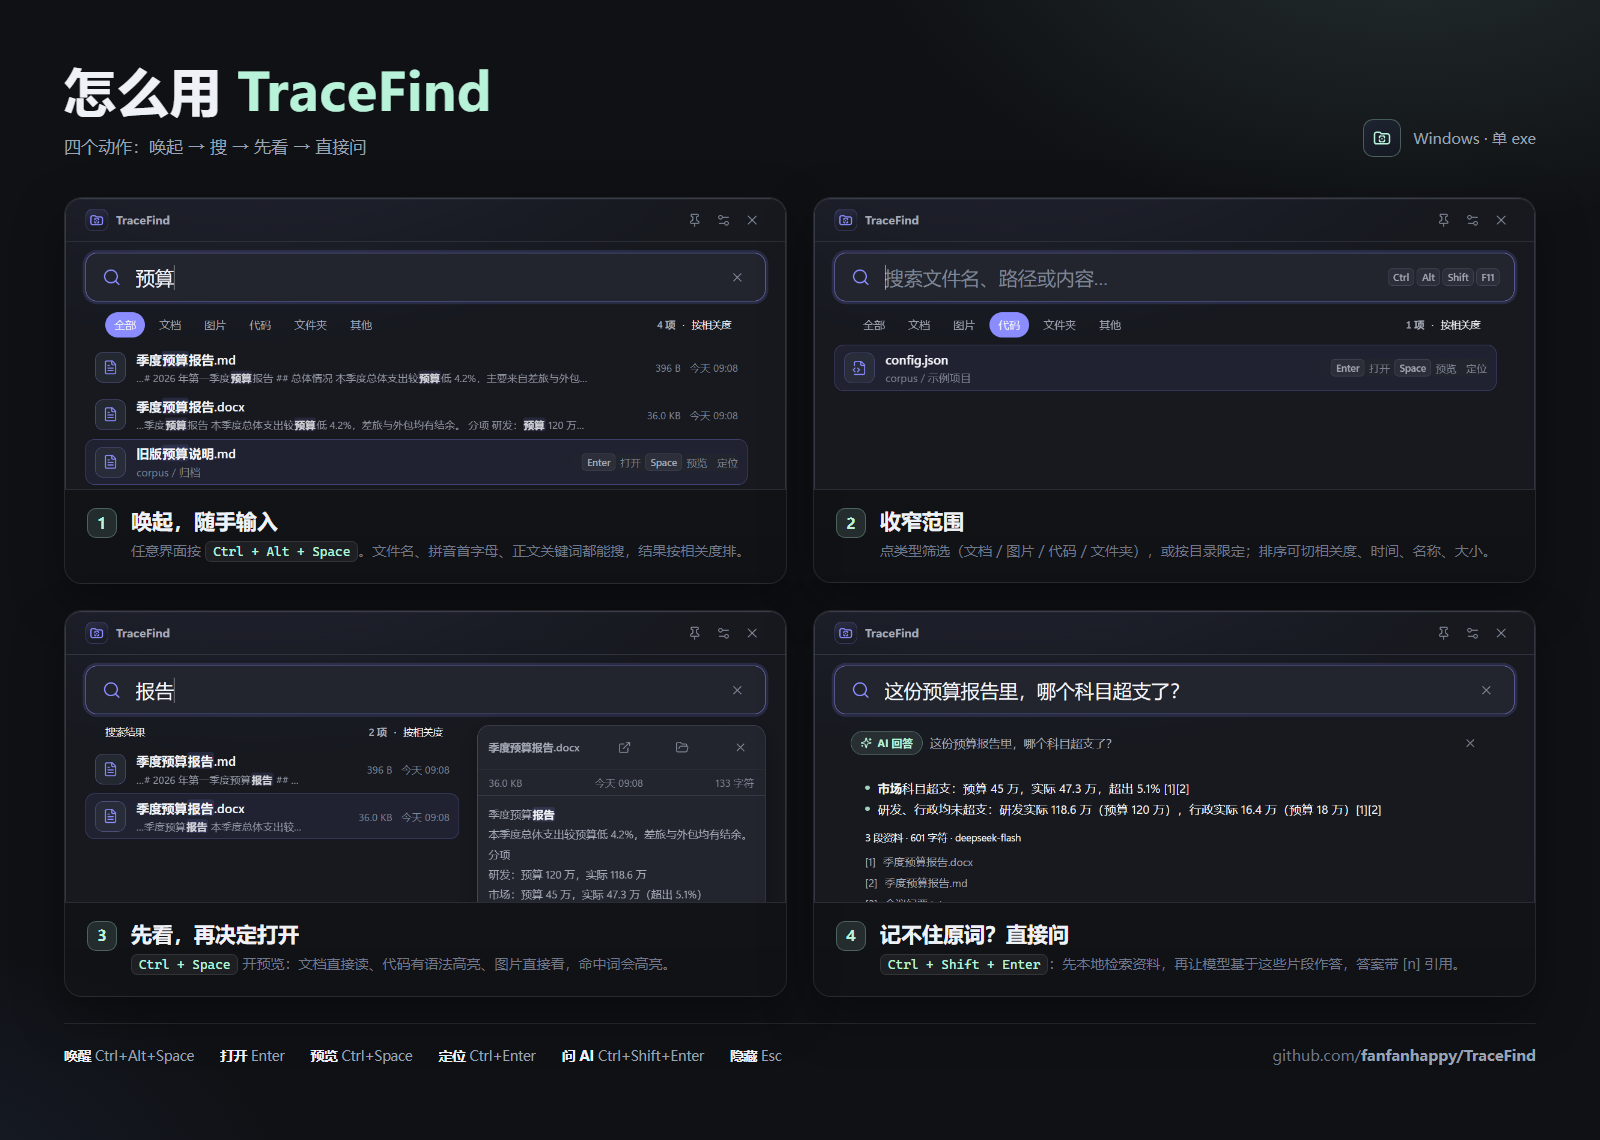 怎么用 TraceFind
四个动作：唤起 → 搜 → 先看 → 直接问
Windows · 单 exe
TraceFind
预算
全部 文档 图片 代码 文件夹 其他 4 项 · 按相关度
季度预算报告.md
...# 2026 年第一季度预算报告 ## 总体情况 本季度总体支出较预算低 4.2%，主要来自差旅与外包...
396 B 今天 09:08
季度预算报告.docx
...季度预算报告 本季度总体支出较预算低 4.2%，差旅与外包均有结余。 分项 研发：预算 120 万...
36.0 KB 今天 09:08
旧版预算说明.md
corpus / 归档
Enter 打开 Space 预览 定位
1 唤起，随手输入
任意界面按 Ctrl + Alt + Space 。文件名、拼音首字母、正文关键词都能搜，结果按相关度排。
TraceFind
搜索文件名、路径或内容... Ctrl Alt Shift F11
全部 文档 图片 代码 文件夹 其他 1 项 · 按相关度
config.json
corpus / 示例项目
Enter 打开 Space 预览 定位
2 收窄范围
点类型筛选（文档 / 图片 / 代码 / 文件夹），或按目录限定；排序可切相关度、时间、名称、大小。
TraceFind
报告
搜索结果 2 项 · 按相关度
季度预算报告.md
...# 2026 年第一季度预算报告 ## ...
396 B 今天 09:08
季度预算报告.docx
...季度预算报告 本季度总体支出较...
36.0 KB 今天 09:08
季度预算报告.docx
36.0 KB 今天 09:08 133 字符
季度预算报告
本季度总体支出较预算低 4.2%，差旅与外包均有结余。
分项
研发：预算 120 万，实际 118.6 万
市场：预算 45 万，实际 47.3 万（超出 5.1%）
3 先看，再决定打开
Ctrl + Space 开预览：文档直接读、代码有语法高亮、图片直接看，命中词会高亮。
TraceFind
这份预算报告里，哪个科目超支了？
AI 回答 这份预算报告里，哪个科目超支了？
• 市场科目超支：预算 45 万，实际 47.3 万，超出 5.1% [1][2]
• 研发、行政均未超支：研发实际 118.6 万（预算 120 万），行政实际 16.4 万（预算 18 万）[1][2]
3 段资料 · 601 字符 · deepseek-flash
[1] 季度预算报告.docx
[2] 季度预算报告.md
4 记不住原词？直接问
Ctrl + Shift + Enter ：先本地检索资料，再让模型基于这些片段作答，答案带 [n] 引用。
唤醒 Ctrl+Alt+Space 打开 Enter 预览 Ctrl+Space 定位 Ctrl+Enter 问 AI Ctrl+Shift+Enter 隐藏 Esc
github.com/fanfanhappy/TraceFind